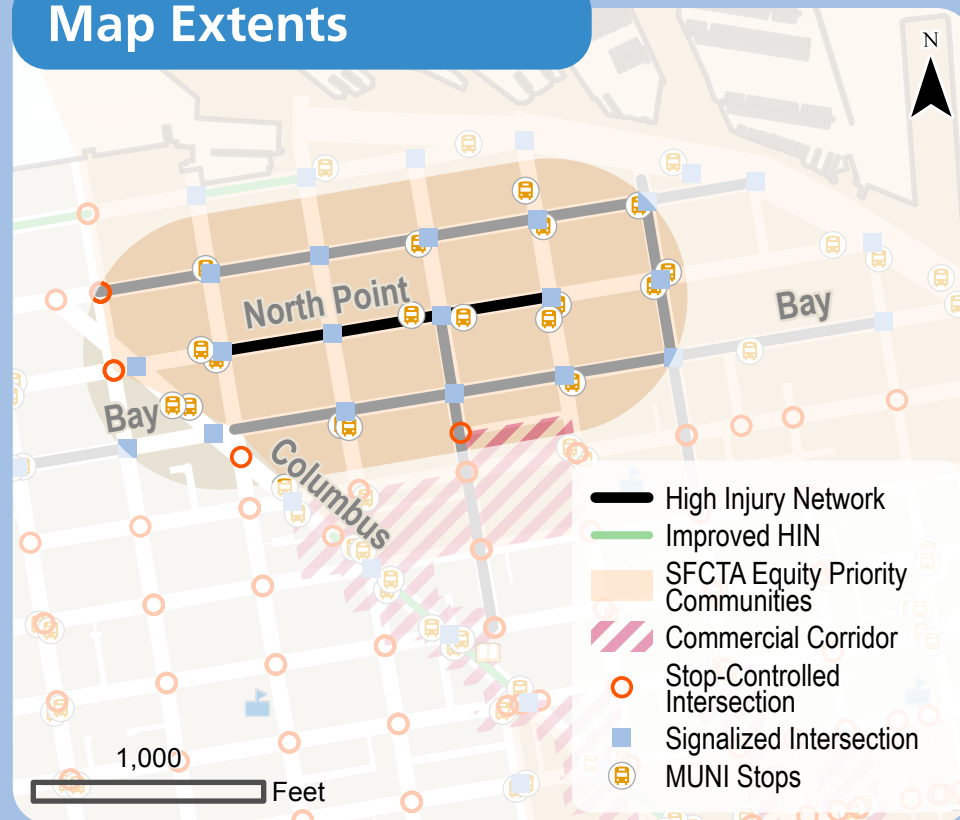 Map Extents
N
North Point
Bay
Bay
Columbus
High Injury Network
Improved HIN
SFCTA Equity Priority
Communities
Commercial Corridor
Stop-Controlled
Intersection
Signalized Intersection
MUNI Stops
1,000
Feet